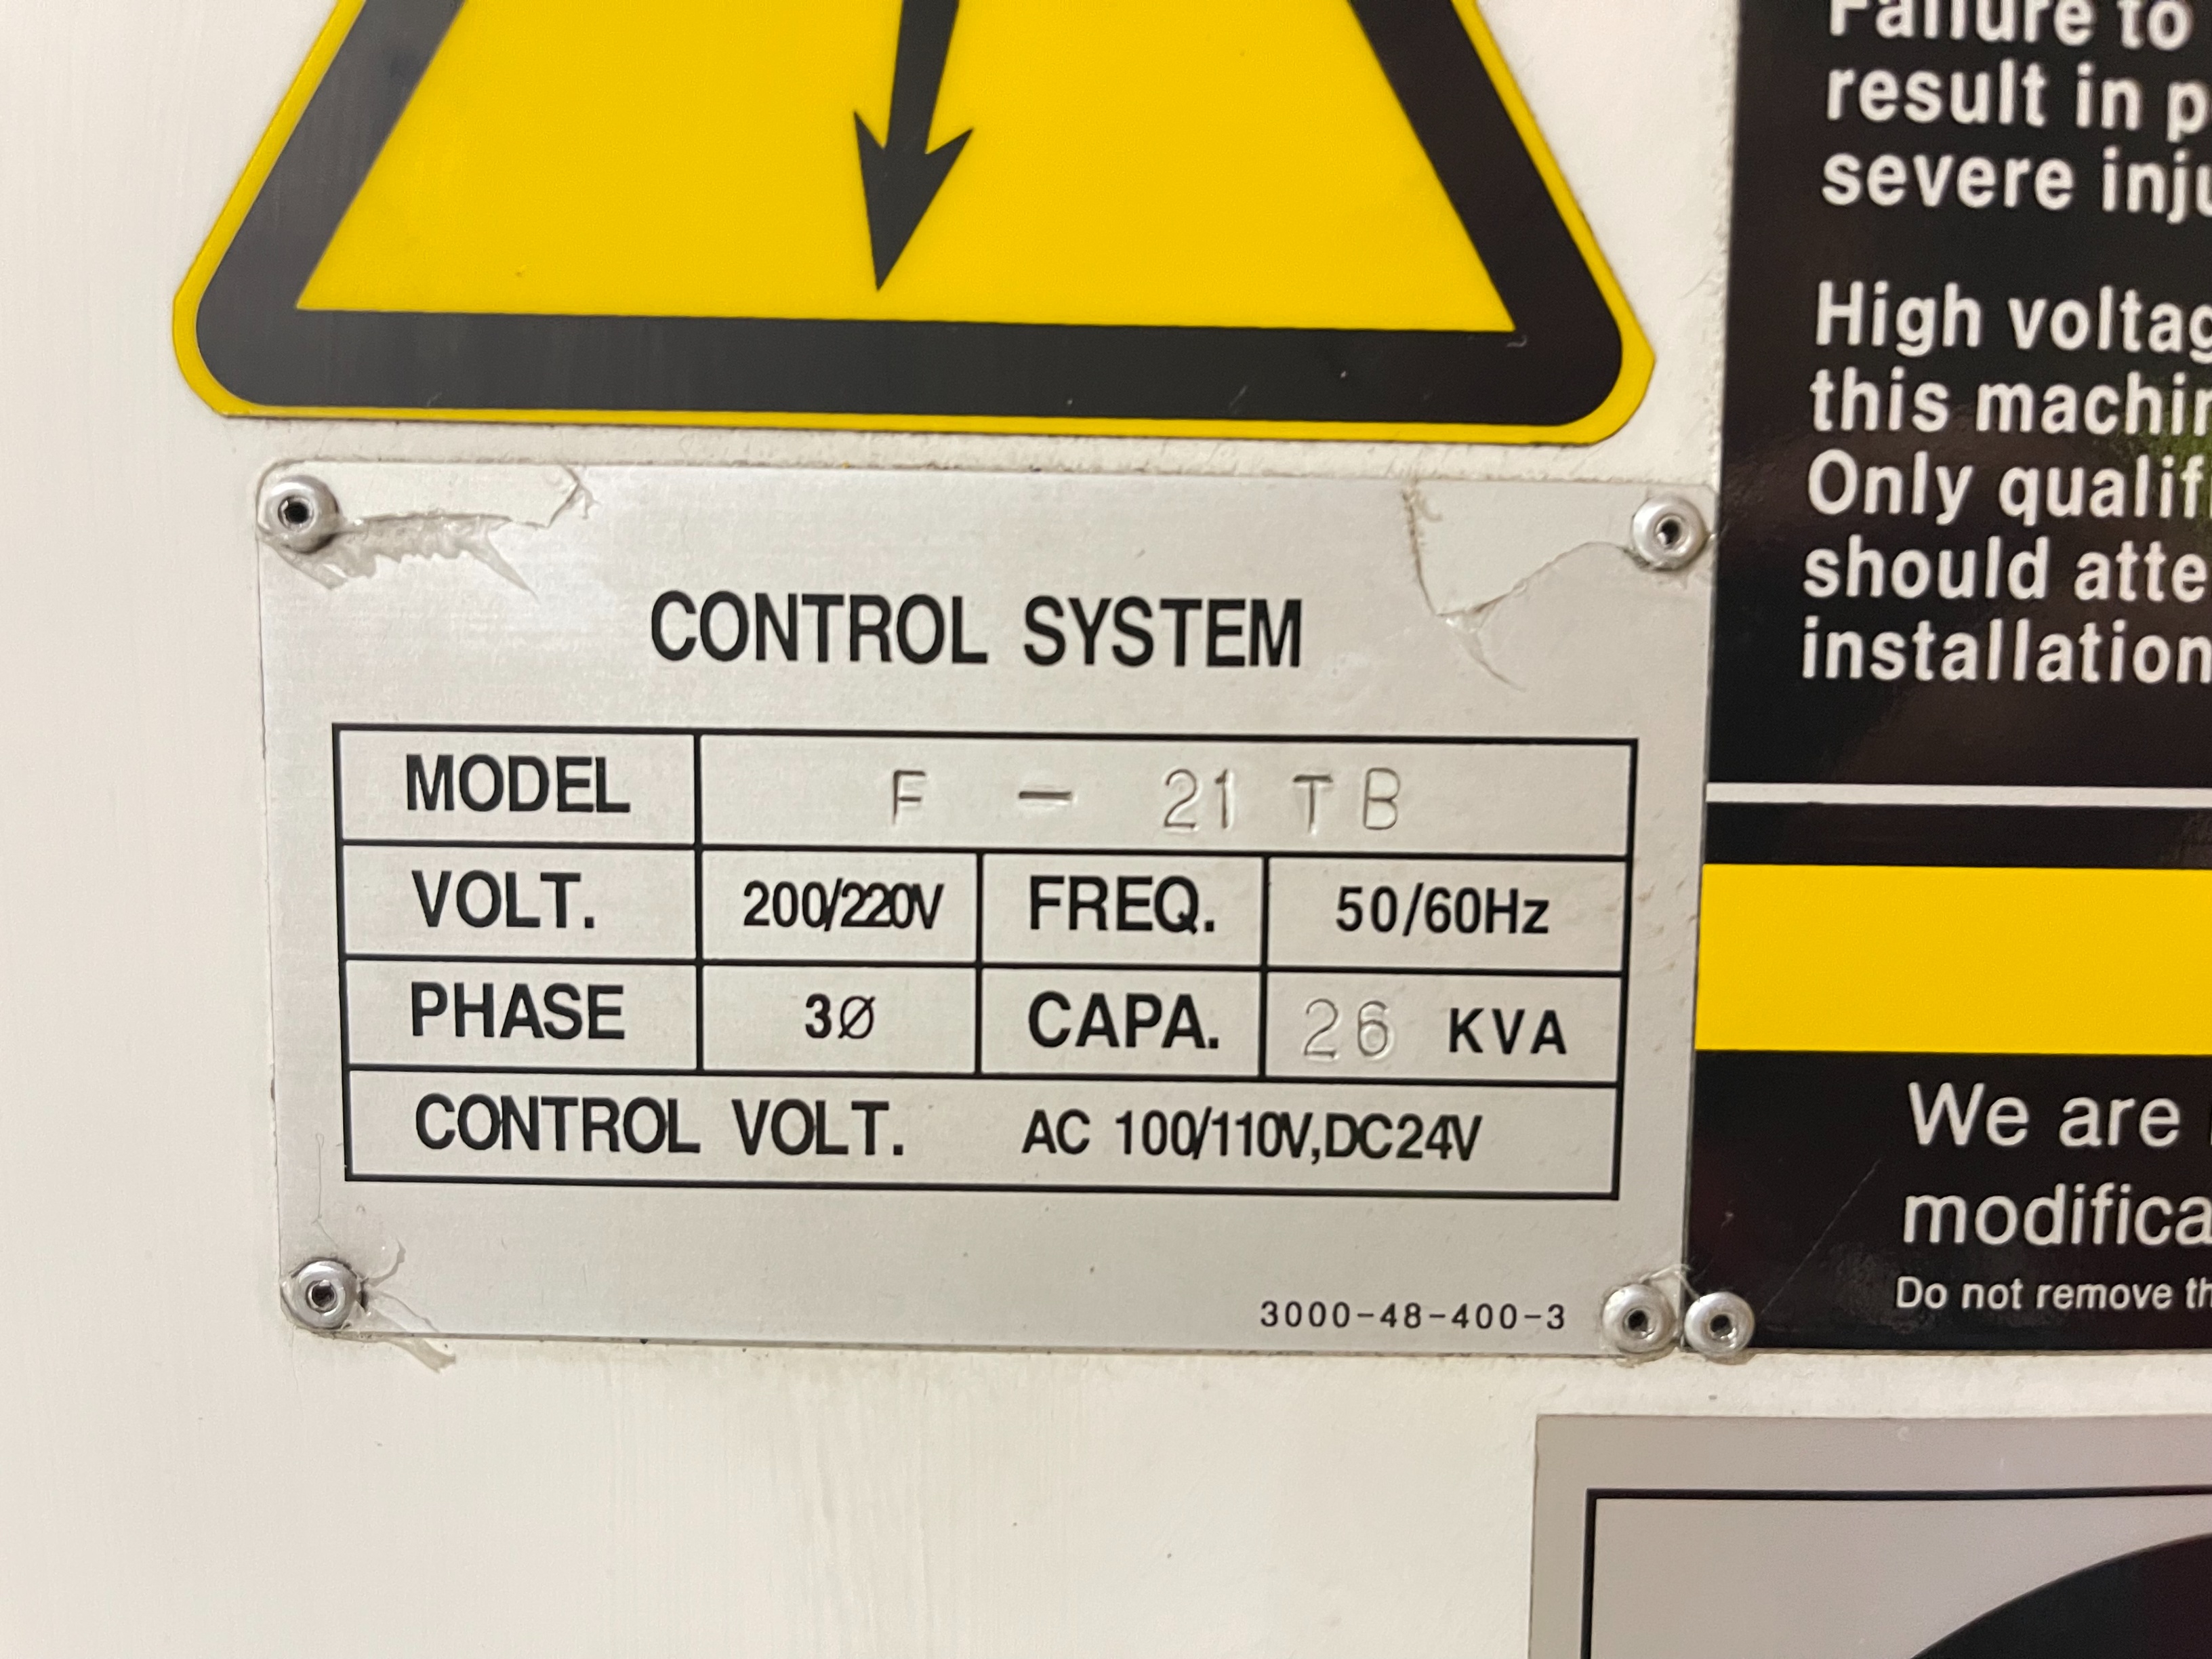 CONTROL SYSTEM
MODEL F - 21 TB
VOLT. 200/220V FREQ. 50/60Hz
PHASE 3Ø CAPA. 26 KVA
CONTROL VOLT. AC 100/110V,DC24V
3000-48-400-3
Failure to
result in p
severe inju
High voltag
this machin
Only qualif
should atte
installation
We are
modifica
Do not remove th